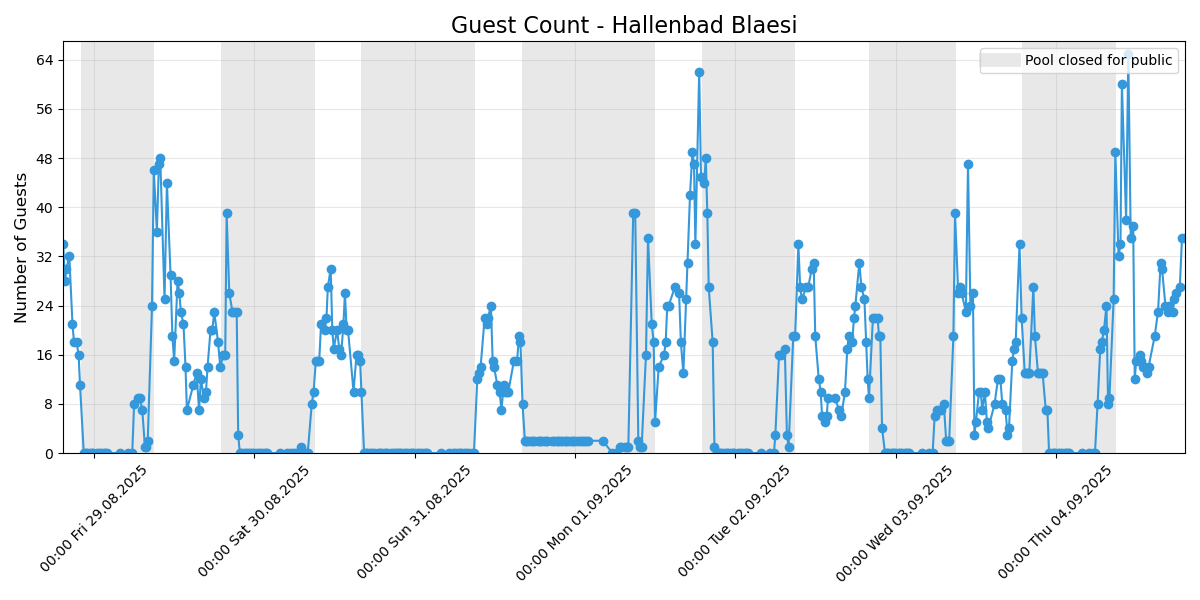 Guest Count - Hallenbad Blaesi
Pool closed for public
Number of Guests
64
56
48
40
32
24
16
8
0
00:00 Fri 29.08.2025
00:00 Sat 30.08.2025
00:00 Sun 31.08.2025
00:00 Mon 01.09.2025
00:00 Tue 02.09.2025
00:00 Wed 03.09.2025
00:00 Thu 04.09.2025